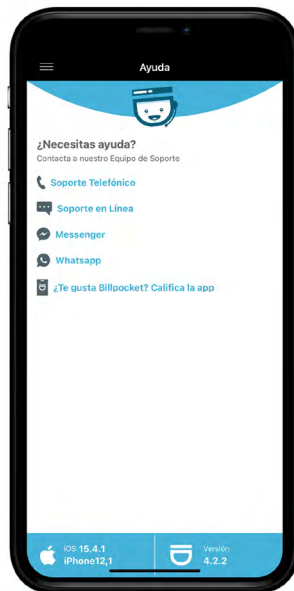 Ayuda
¿Necesitas ayuda?
Contacta a nuestro Equipo de Soporte
Soporte Telefónico
Soporte en Línea
Messenger
Whatsapp
¿Te gusta Billpocket? Califica la app
iOS 15.4.1
iPhone12,1
Versión
4.2.2